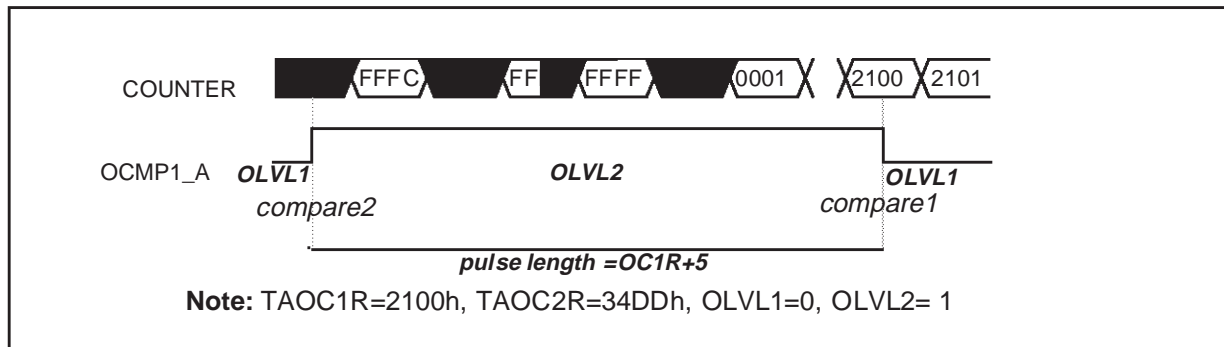 COUNTER FFFC FF FFFF 0001 2100 2101
OCMP1_A OLVL1 OLVL2 OLVL1
compare2 compare1
pulse length =OC1R+5
Note: TAOC1R=2100h, TAOC2R=34DDh, OLVL1=0, OLVL2= 1